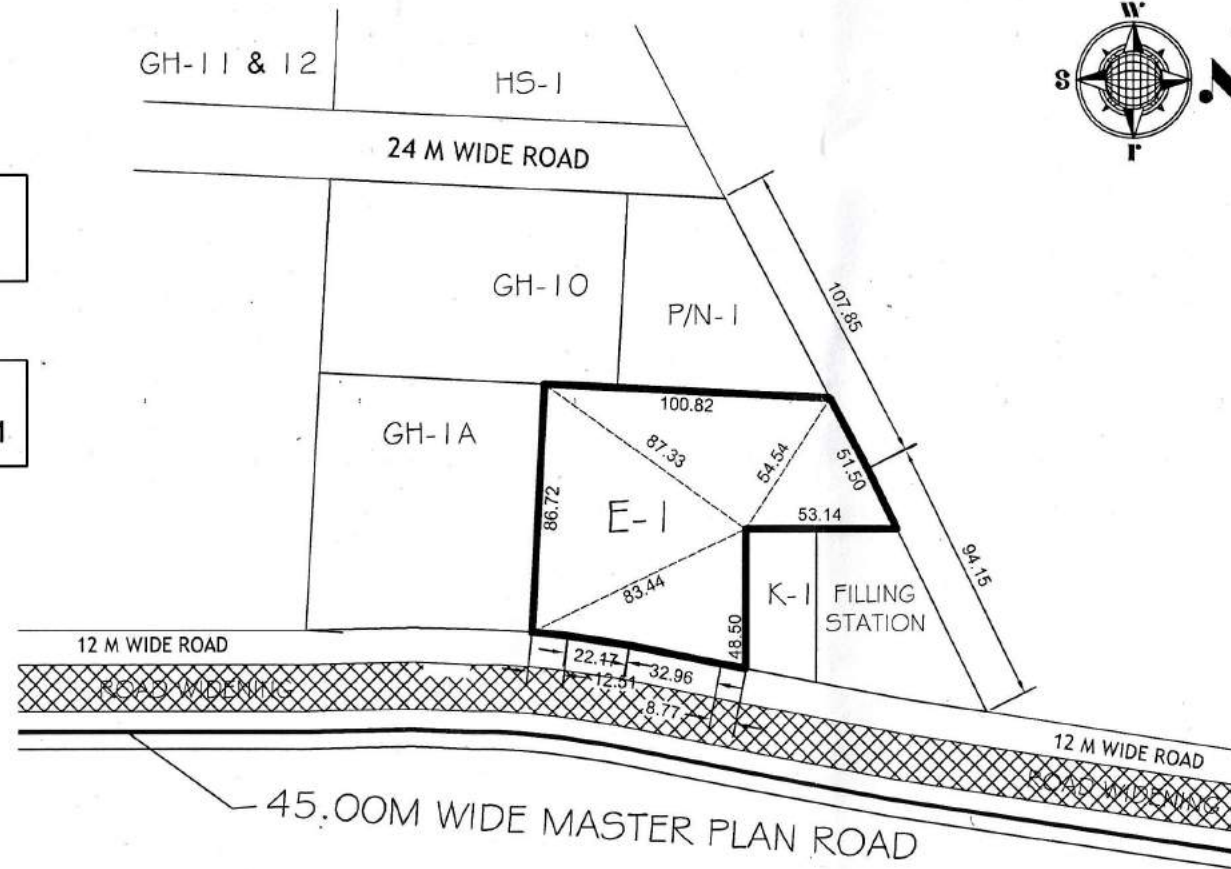 GH-11 & 12
HS-1
W
S
N
24 M WIDE ROAD
GH-10
P/N-1
107.85
100.82
GH-1A
87.33
54.54
51.50
86.72
E-1
53.14
94.15
83.44
K-1
FILLING
STATION
48.50
12 M WIDE ROAD
22.17
32.96
12.51
ROAD WIDENING
8.77
12 M WIDE ROAD
ROAD WIDENING
45.00M WIDE MASTER PLAN ROAD